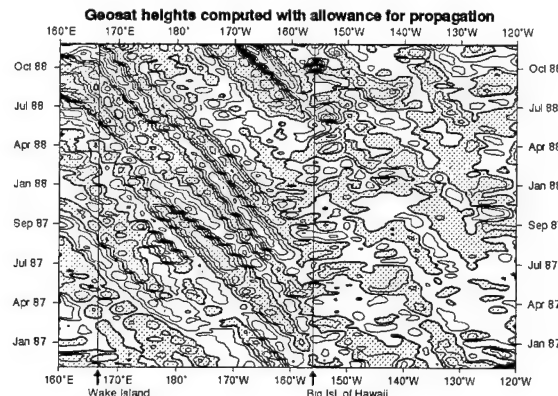 Geosat heights computed with allowance for propagation
160°E 170°E 180° 170°W 160°W 150°W 140°W 130°W 120°W
Oct 88 Oct 88
Jul 88 Jul 88
Apr 88 Apr 88
Jan 88 Jan 88
Sep 87 Sep 87
Jul 87 Jul 87
Apr 87 Apr 87
Jan 87 Jan 87
160°E 170°E 180° 170°W 160°W 150°W 140°W 130°W 120°W
Wake Island Big Isl. of Hawaii